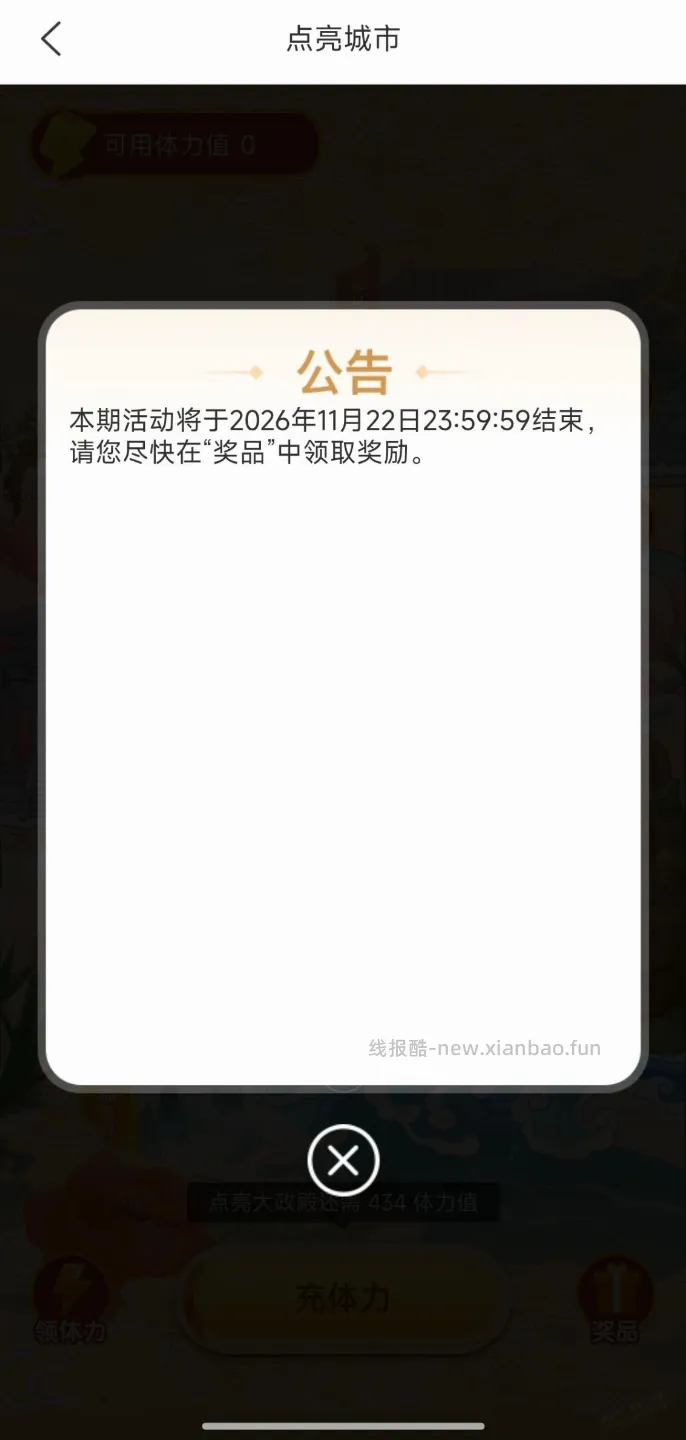 点亮城市
可用体力值 0
公告
本期活动将于2026年11月22日23:59:59结束，
请您尽快在“奖品”中领取奖励。
线报酷-new.xianbao.fun
点亮大政殿还需 434 体力值
充体力
领体力
奖品